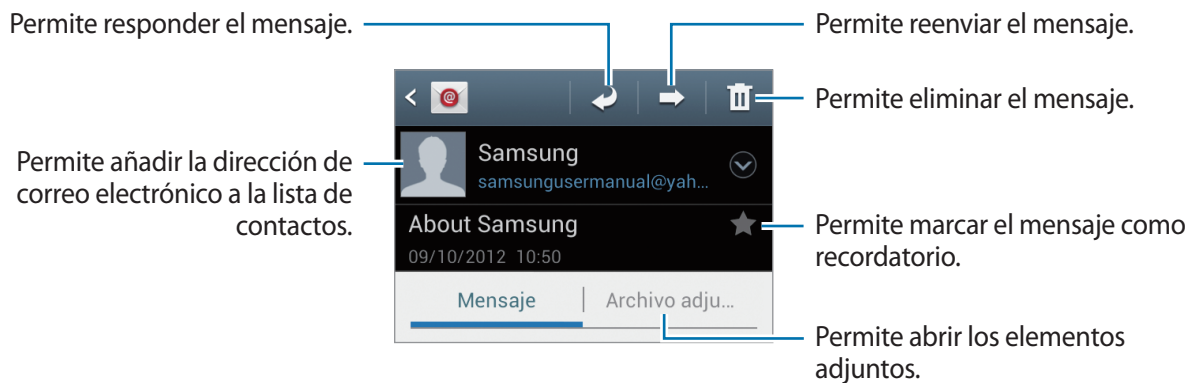 Permite responder el mensaje.
Permite reenviar el mensaje.
Permite eliminar el mensaje.
Permite añadir la dirección de
correo electrónico a la lista de
contactos.
Samsung
samsungusermanual@yah...
About Samsung
09/10/2012 10:50
Permite marcar el mensaje como
recordatorio.
Mensaje
Archivo adju...
Permite abrir los elementos
adjuntos.